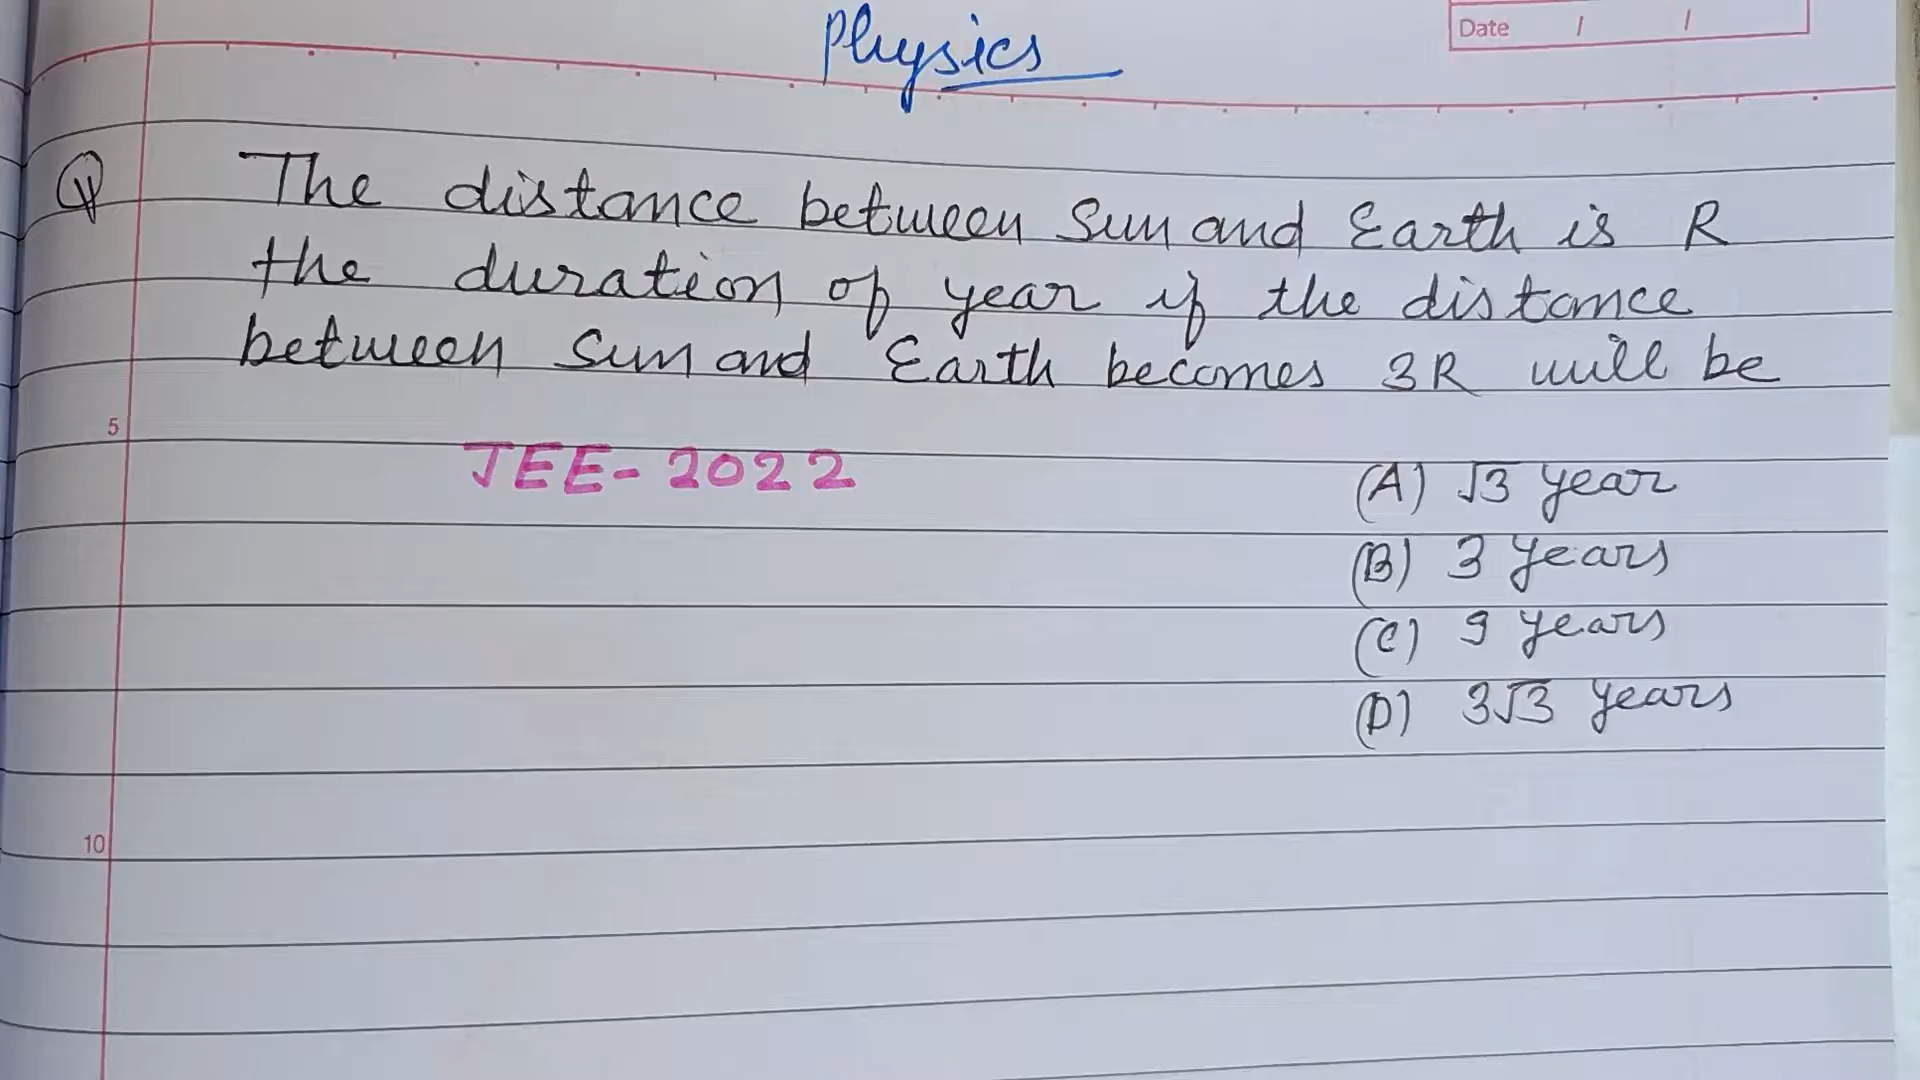 Physics
Date / /
Q The distance between Sun and Earth is R
the duration of year if the distance
between Sun and Earth becomes 3R will be
5
JEE-2022
(A) √3 year
(B) 3 years
(C) 9 years
(D) 3√3 years
10